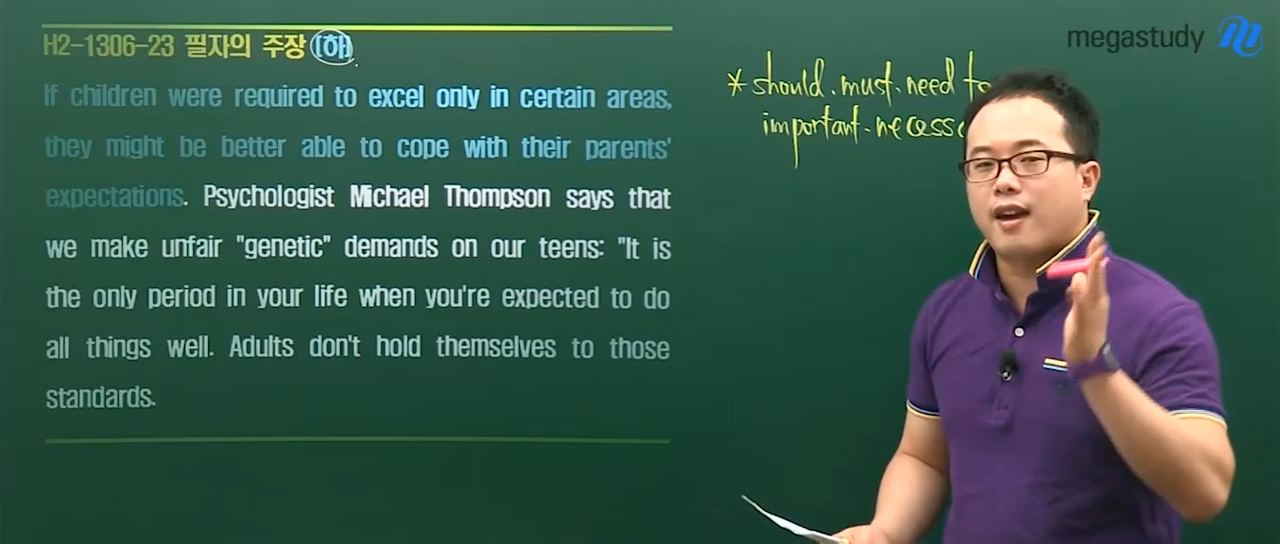 H2-1306-23 필자의 주장 [하]
If children were required to excel only in certain areas,
they might be better able to cope with their parents'
expectations. Psychologist Michael Thompson says that
we make unfair "genetic" demands on our teens: "It is
the only period in your life when you're expected to do
all things well. Adults don't hold themselves to those
standards.
* should. must. need to
important. necess
megastudy